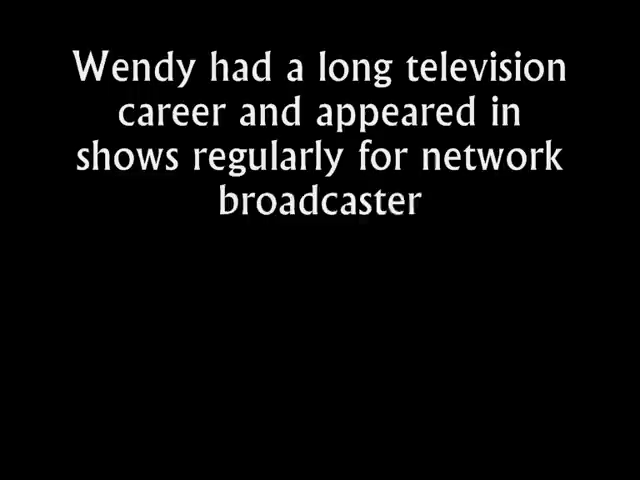 Wendy had a long television
career and appeared in
shows regularly for network
broadcaster